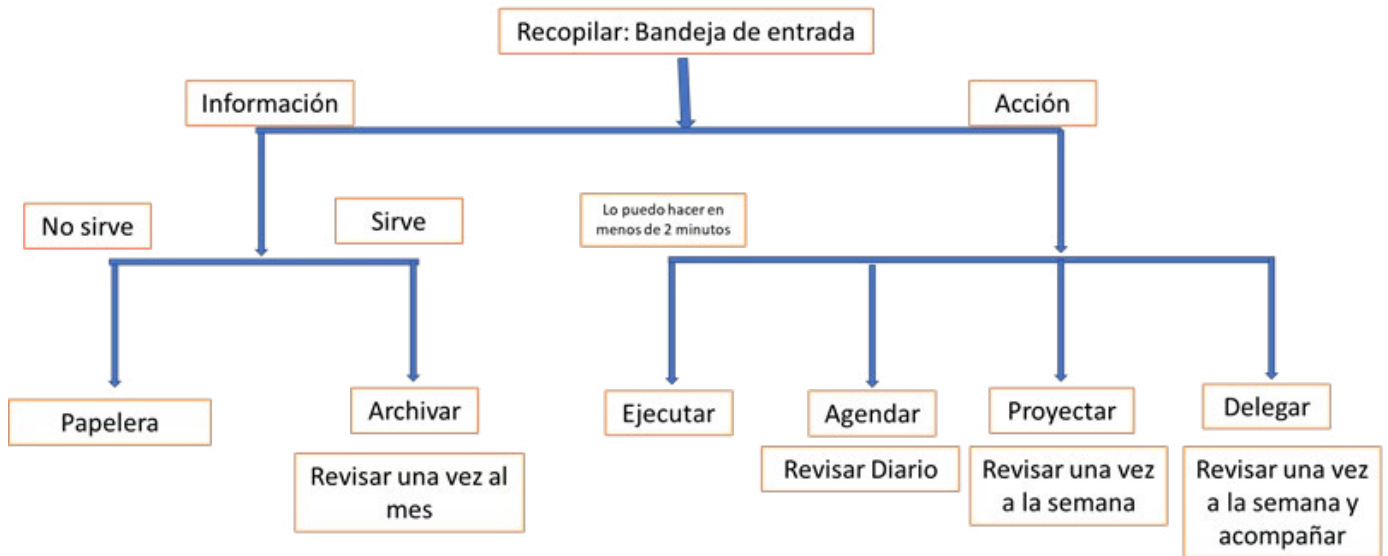 Recopilar: Bandeja de entrada
Información
Acción
No sirve
Sirve
Lo puedo hacer en
menos de 2 minutos
Papelera
Archivar
Revisar una vez al
mes
Ejecutar
Agendar
Revisar Diario
Proyectar
Revisar una vez
a la semana
Delegar
Revisar una vez
a la semana y
acompañar